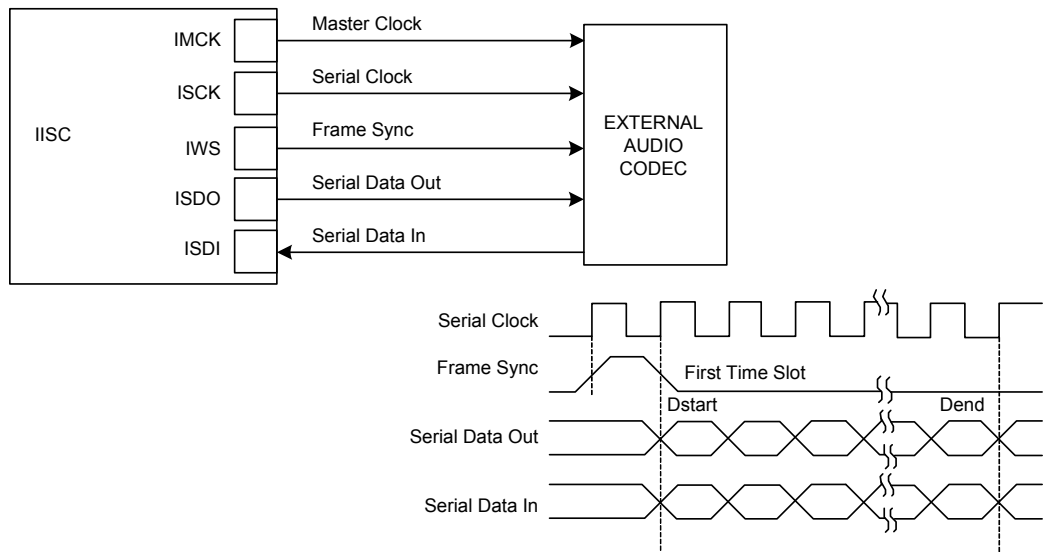 IISC
IMCK
Master Clock
ISCK
Serial Clock
IWS
Frame Sync
ISDO
Serial Data Out
ISDI
Serial Data In
EXTERNAL
AUDIO
CODEC
Serial Clock
Frame Sync
First Time Slot
Dstart
Dend
Serial Data Out
Serial Data In